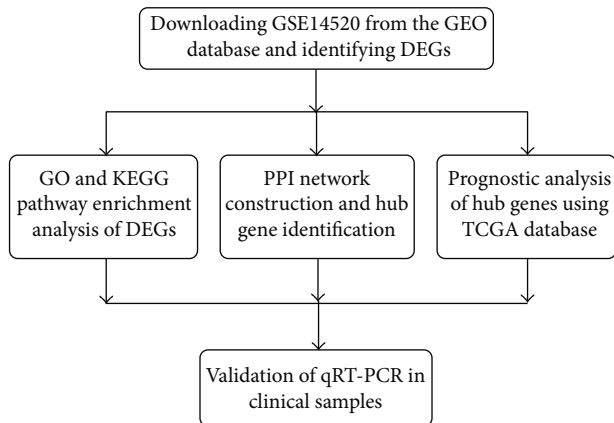 Downloading GSE14520 from the GEO
database and identifying DEGs
GO and KEGG
pathway enrichment
analysis of DEGs
PPI network
construction and hub
gene identification
Prognostic analysis
of hub genes using
TCGA database
Validation of qRT-PCR in
clinical samples